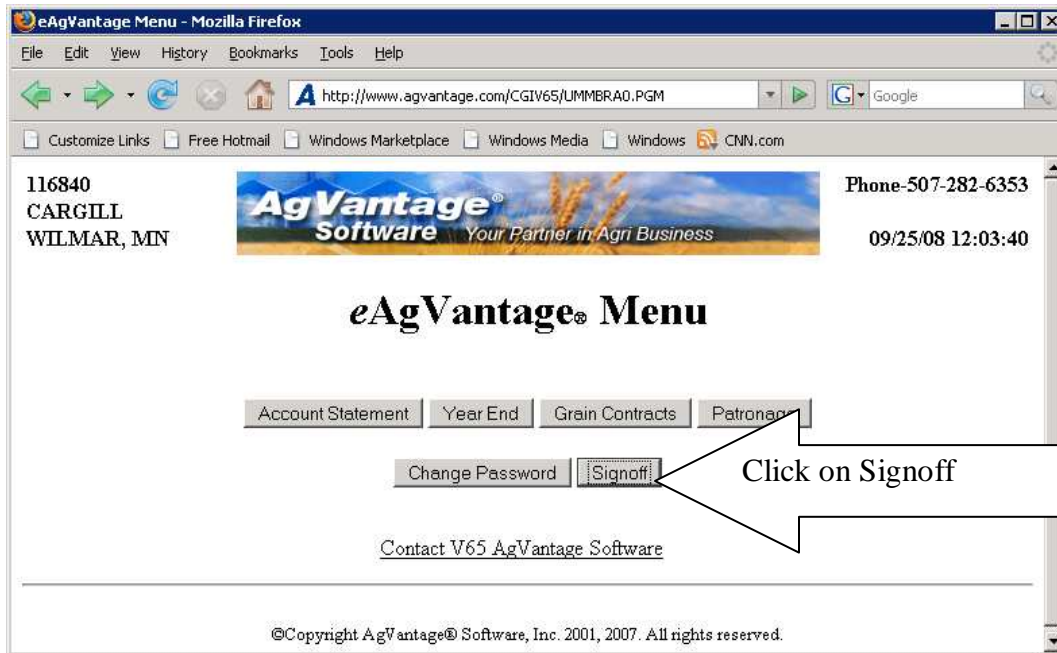 eAgVantage Menu - Mozilla Firefox
File Edit View History Bookmarks Tools Help
http://www.agvantage.com/CGIV65/UMMBRA0.PGM
G Google
Customize Links Free Hotmail Windows Marketplace Windows Media Windows CNN.com
116840
CARGILL
WILMAR, MN
AgVantage®
Software Your Partner in Agri Business
Phone-507-282-6353
09/25/08 12:03:40
eAgVantage® Menu
Account Statement Year End Grain Contracts Patronage
Change Password Signoff
Click on Signoff
Contact V65 AgVantage Software
©Copyright AgVantage® Software, Inc. 2001, 2007. All rights reserved.